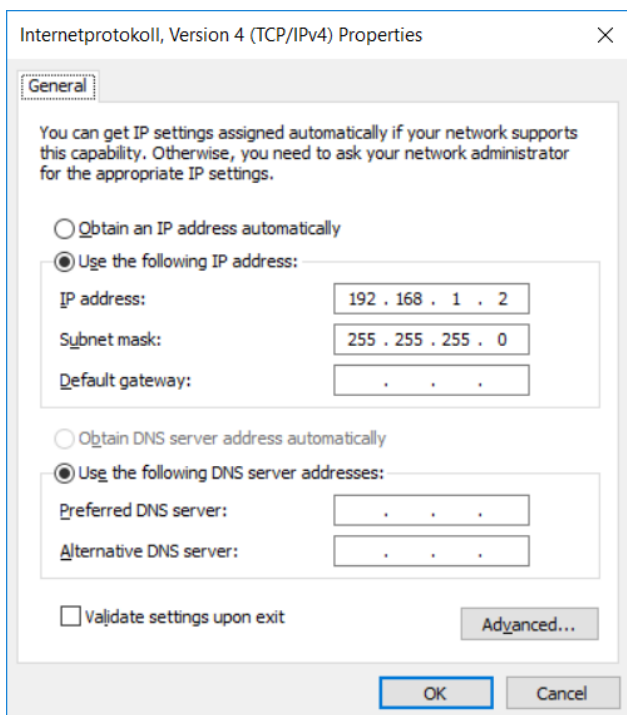 Internetprotokoll, Version 4 (TCP/IPv4) Properties
General
You can get IP settings assigned automatically if your network supports
this capability. Otherwise, you need to ask your network administrator
for the appropriate IP settings.
Obtain an IP address automatically
Use the following IP address:
IP address: 192 . 168 . 1 . 2
Subnet mask: 255 . 255 . 255 . 0
Default gateway: . . .
Obtain DNS server address automatically
Use the following DNS server addresses:
Preferred DNS server: . . .
Alternative DNS server: . . .
Validate settings upon exit
Advanced...
OK Cancel